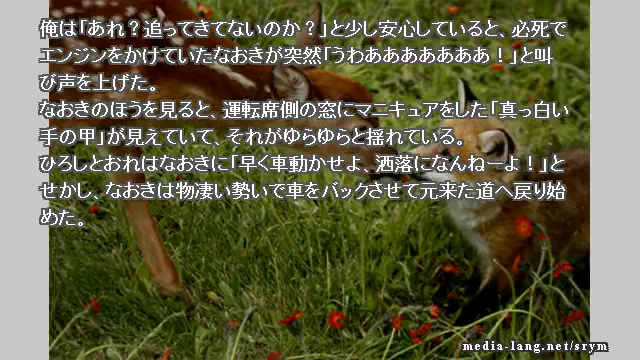 俺は「あれ？追ってきてないのか？」と少し安心していると、必死で
エンジンをかけていたなおきが突然「うわああああああああ！」と叫
び声を上げた。
なおきのほうを見ると、運転席側の窓にマニキュアをした「真っ白い
手の甲」が見えていて、それがゆらゆらと揺れている。
ひろしとおれはなおきに「早く車動かせよ、洒落になんねーよ！」と
せかし、なおきは物凄い勢いで車をバックさせて元来た道へ戻り始
めた。
media-lang.net/srym